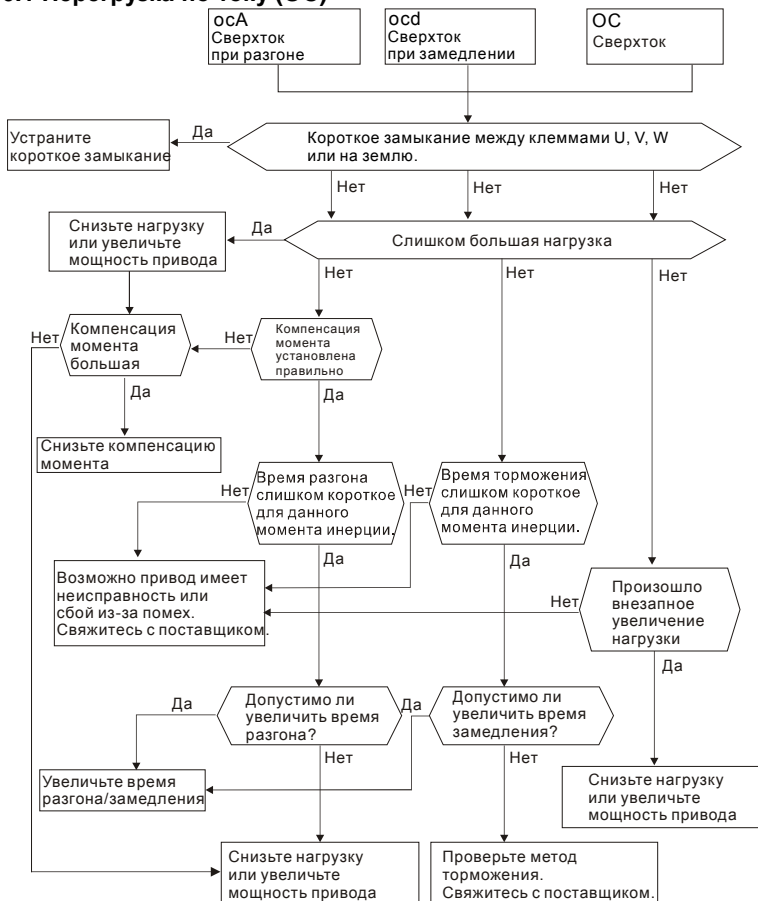 ocA
Сверхток
при разгоне
ocd
Сверхток
при замедлении
OC
Сверхток
Да
Устраните
короткое замыкание
Короткое замыкание между клеммами U, V, W
или на землю.
Нет
Нет
Нет
Снизьте нагрузку
или увеличьте
мощность привода
Да
Слишком большая нагрузка
Нет
Нет
Нет
Нет
Компенсация
момента
большая
Нет
Компенсация
момента
установлена
правильно
Да
Да
Снизьте компенсацию
момента
Нет
Время разгона
слишком короткое
для данного
момента инерции.
Нет
Время торможения
слишком короткое
для данного
момента инерции.
Да
Да
Возможно привод имеет
неисправность или
сбой из-за помех.
Свяжитесь с поставщиком.
Нет
Произошло
внезапное
увеличение
нагрузки
Да
Да
Допустимо ли
увеличить время
разгона?
Да
Допустимо ли
увеличить время
замедления?
Нет
Нет
Увеличьте время
разгона/замедления
Снизьте нагрузку
или увеличьте
мощность привода
Снизьте нагрузку
или увеличьте
мощность привода
Проверьте метод
торможения.
Свяжитесь с поставщиком.